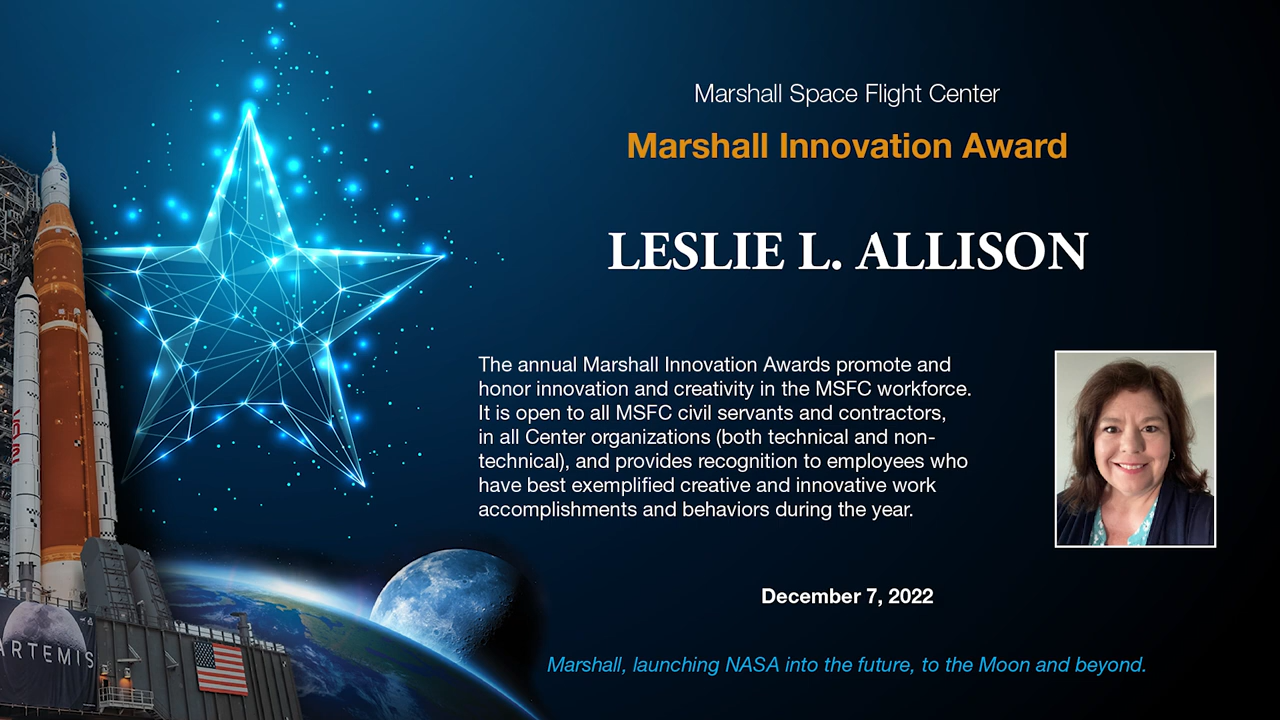 Marshall Space Flight Center
Marshall Innovation Award
LESLIE L. ALLISON
The annual Marshall Innovation Awards promote and
honor innovation and creativity in the MSFC workforce.
It is open to all MSFC civil servants and contractors,
in all Center organizations (both technical and non-
technical), and provides recognition to employees who
have best exemplified creative and innovative work
accomplishments and behaviors during the year.
December 7, 2022
Marshall, launching NASA into the future, to the Moon and beyond.
NASA
ARTEMIS